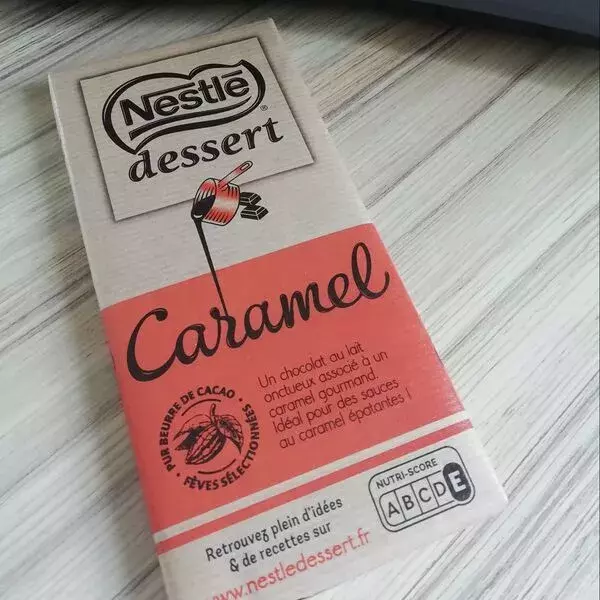 Nestlé
®
dessert
Caramel
Un chocolat au lait
onctueux associé à un
caramel gourmand.
Idéal pour des sauces
au caramel épatantes !
PUR BEURRE DE CACAO •
FÈVES SÉLECTIONNÉES •
NUTRI-SCORE
A B C D E
Retrouvez plein d'idées
& de recettes sur
www.nestledessert.fr